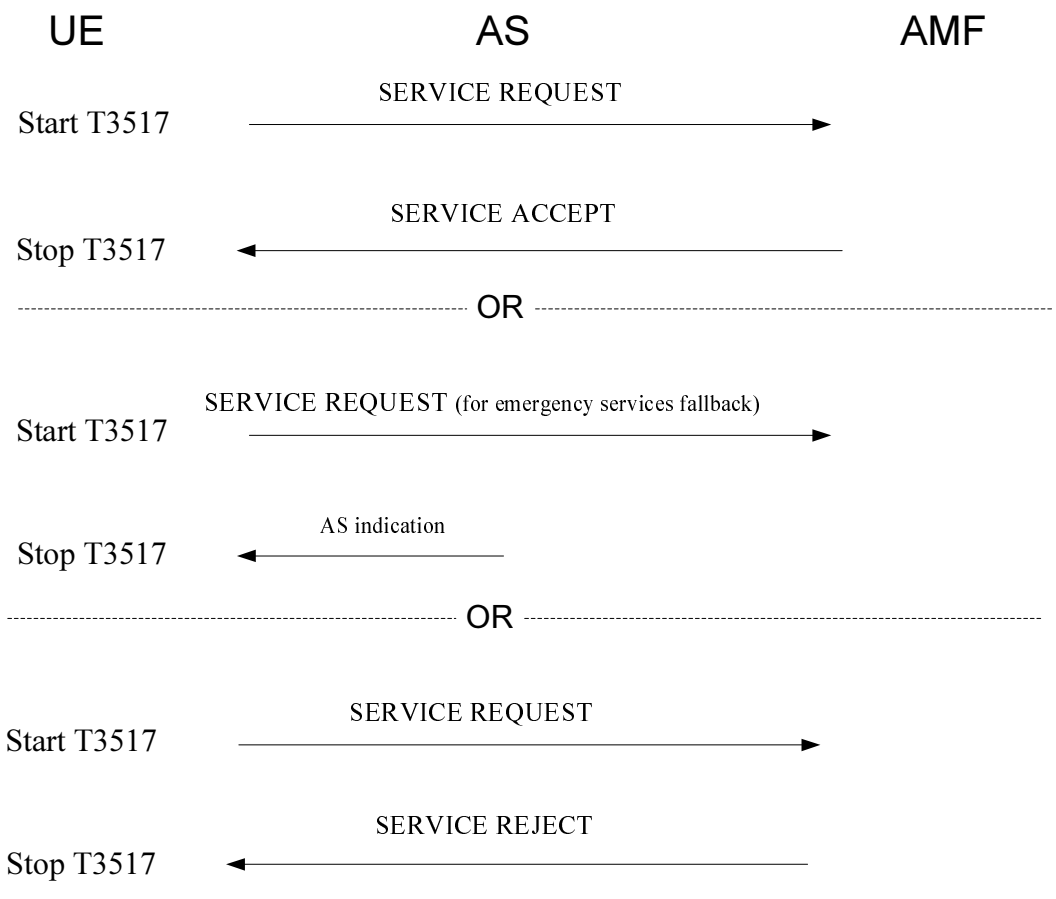 UE AS AMF
SERVICE REQUEST
Start T3517
SERVICE ACCEPT
Stop T3517
OR
SERVICE REQUEST (for emergency services fallback)
Start T3517
AS indication
Stop T3517
OR
SERVICE REQUEST
Start T3517
SERVICE REJECT
Stop T3517